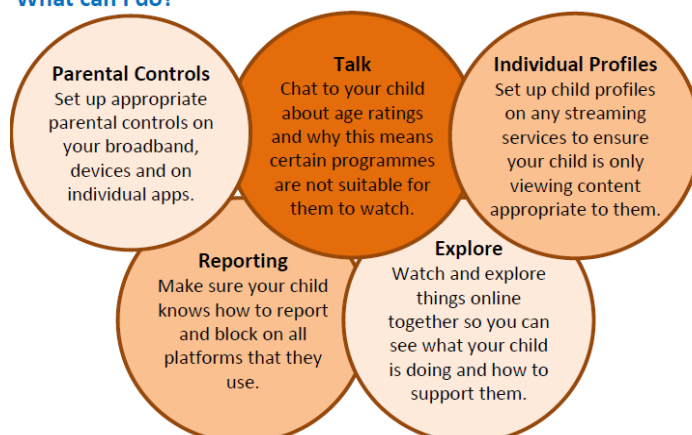 What can I do?
Parental Controls
Set up appropriate
parental controls on
your broadband,
devices and on
individual apps.
Talk
Chat to your child
about age ratings
and why this means
certain programmes
are not suitable for
them to watch.
Individual Profiles
Set up child profiles
on any streaming
services to ensure
your child is only
viewing content
appropriate to them.
Reporting
Make sure your child
knows how to report
and block on all
platforms that they
use.
Explore
Watch and explore
things online
together so you can
see what your child
is doing and how to
support them.